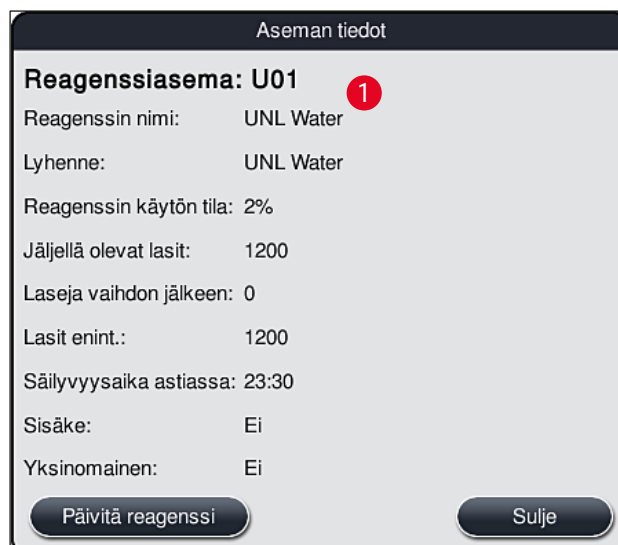 Aseman tiedot
Reagenssiasema: U01
1
Reagenssin nimi: UNL Water
Lyhenne: UNL Water
Reagenssin käytön tila: 2%
Jäljellä olevat lasit: 1200
Laseja vaihdon jälkeen: 0
Lasit enint.: 1200
Säilyvyysaika astiassa: 23:30
Sisäke: Ei
Yksinomainen: Ei
Päivitä reagenssi Sulje